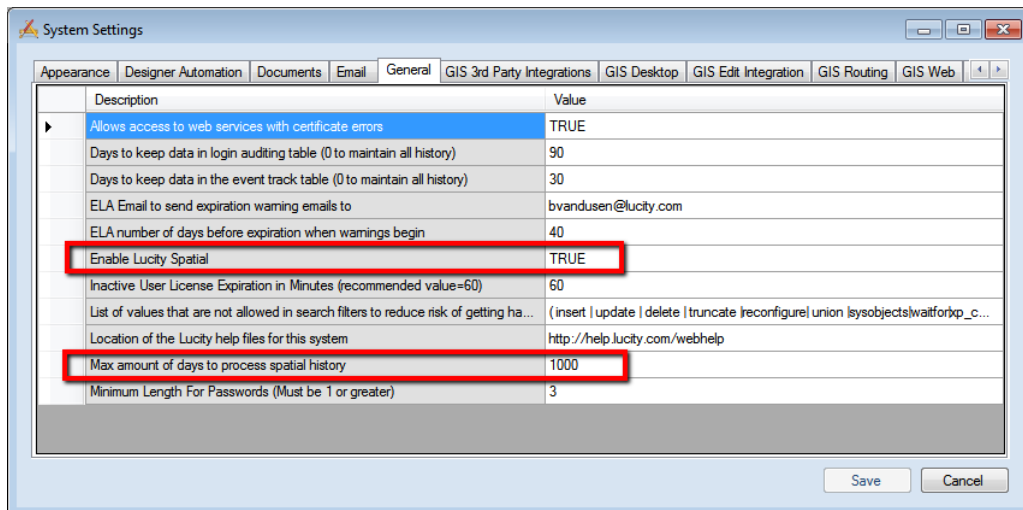 System Settings
Appearance Designer Automation Documents Email General GIS 3rd Party Integrations GIS Desktop GIS Edit Integration GIS Routing GIS Web
Description Value
Allows access to web services with certificate errors TRUE
Days to keep data in login auditing table (0 to maintain all history) 90
Days to keep data in the event track table (0 to maintain all history) 30
ELA Email to send expiration warning emails to bvandusen@lucity.com
ELA number of days before expiration when warnings begin 40
Enable Lucity Spatial TRUE
Inactive User License Expiration in Minutes (recommended value=60) 60
List of values that are not allowed in search filters to reduce risk of getting ha... (insert | update | delete | truncate |reconfigure| union |sysobjects|waitfor|xp_c...
Location of the Lucity help files for this system http://help.lucity.com/webhelp
Max amount of days to process spatial history 1000
Minimum Length For Passwords (Must be 1 or greater) 3
Save Cancel